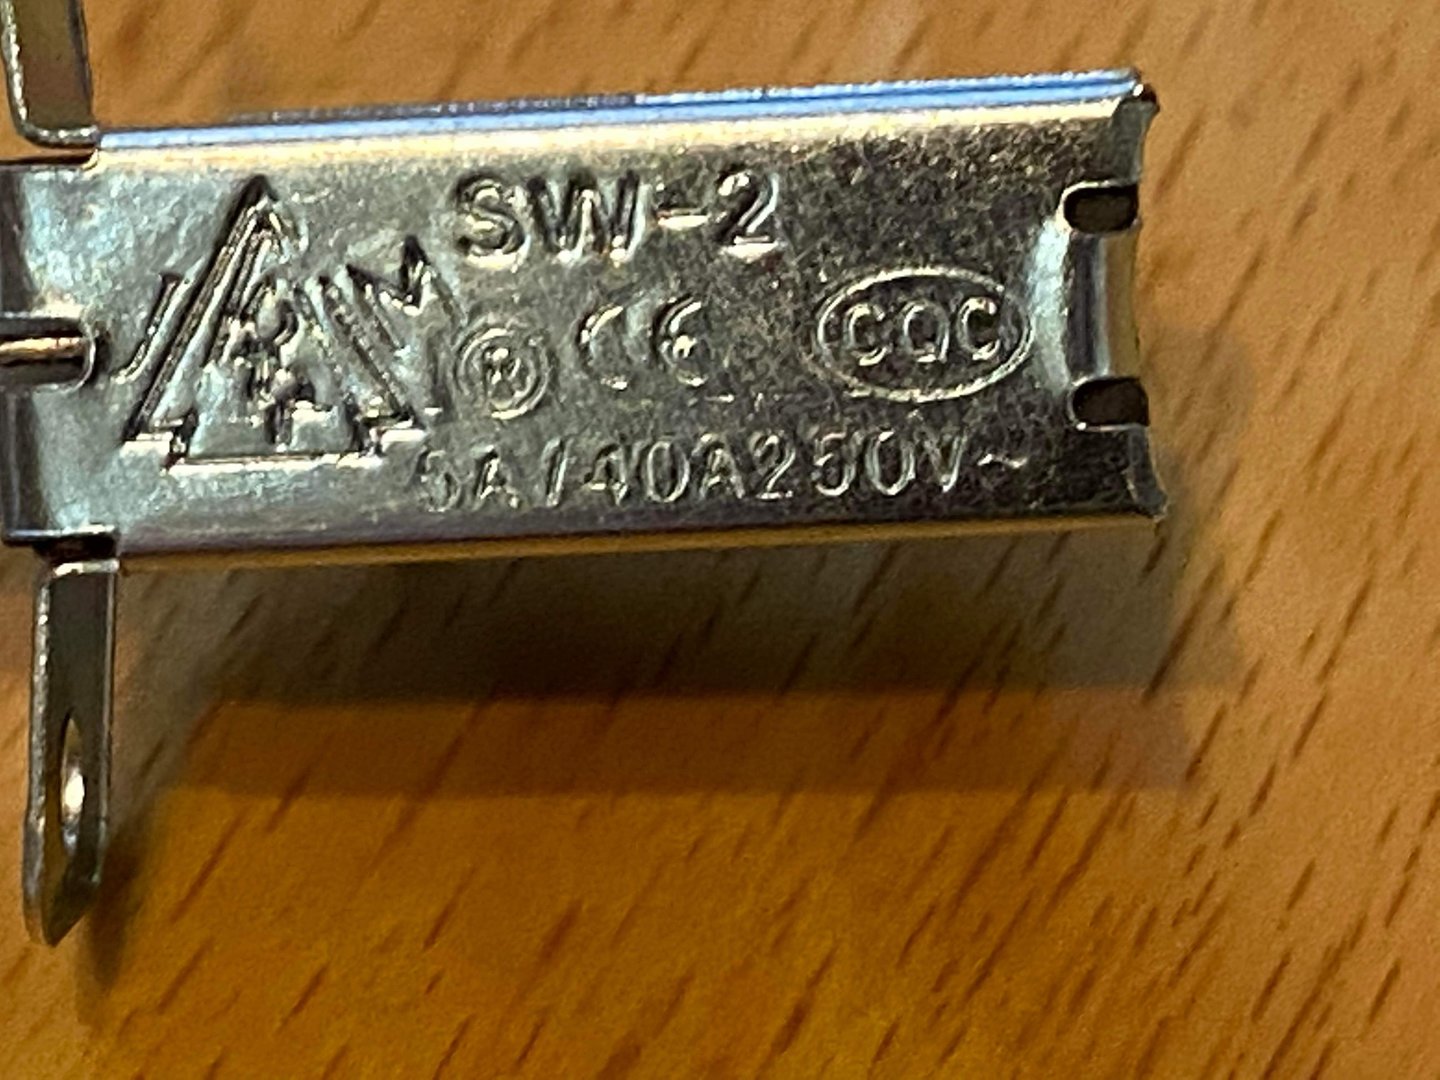 SW-2
® CE CQC
5A/40A250V~